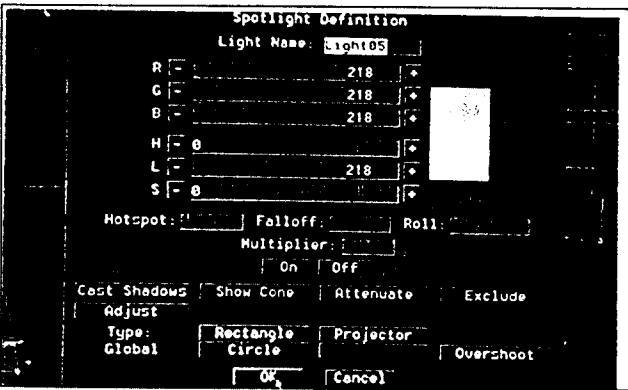 Spotlight Definition
Light Name: Light05
R - 218 +
G - 218 +
B - 218 +
H - 0 +
L - 218 +
S - 0 +
Hotspot: Falloff: Roll:
Multiplier:
On Off
Cast Shadows Show Cone Attenuate Exclude
Adjust
Type: Rectangle Projector
Global Circle Overshoot
OK Cancel